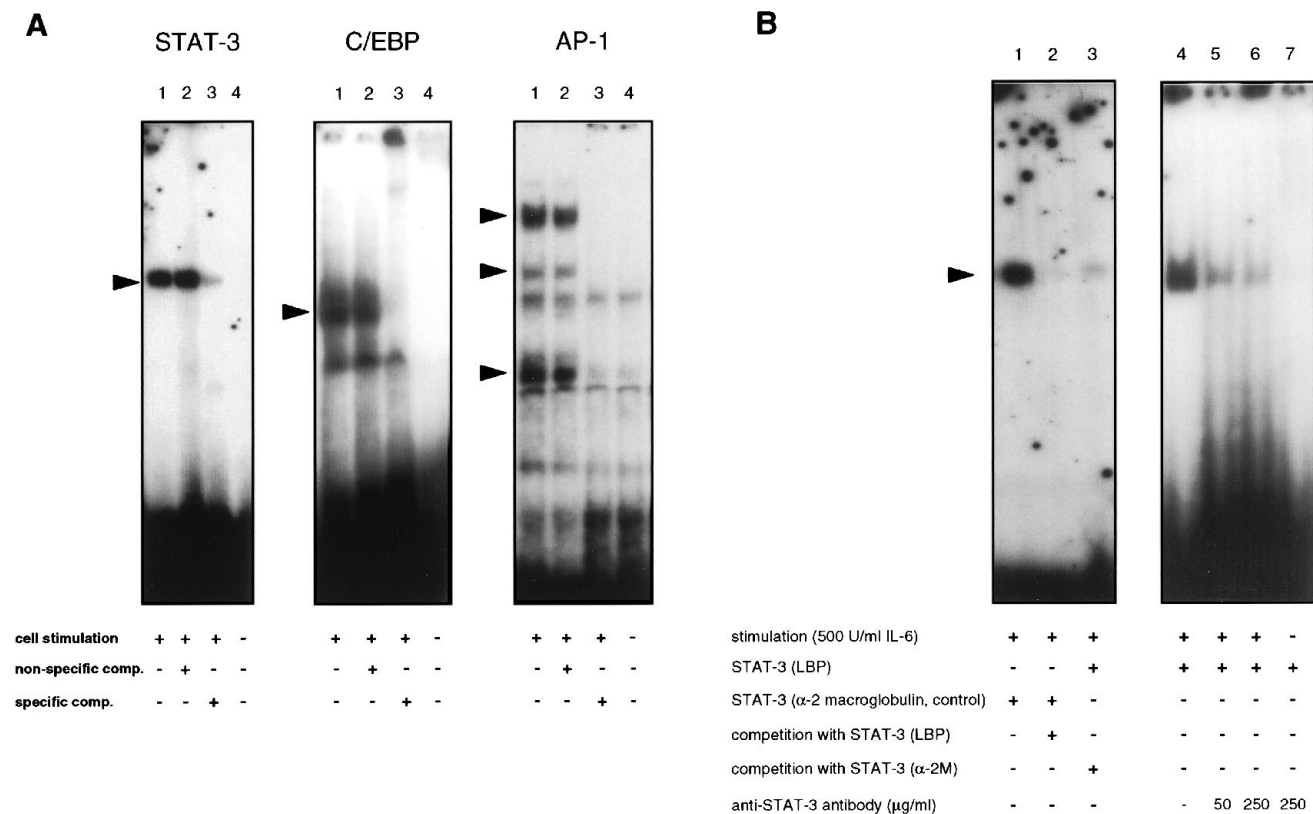 A
STAT-3 C/EBP AP-1
1 2 3 4 1 2 3 4 1 2 3 4
cell stimulation + + + - + + + - + + + -
non-specific comp. - + - - - + - - - + - -
specific comp. - - + - - - + - - - + -
B
1 2 3 4 5 6 7
stimulation (500 U/ml IL-6) + + + + + + -
STAT-3 (LBP) - - + + + + +
STAT-3 (α-2 macroglobulin, control) + + - - - - -
competition with STAT-3 (LBP) - + - - - - -
competition with STAT-3 (α-2M) - - + - - - -
anti-STAT-3 antibody (µg/ml) - - - - 50 250 250